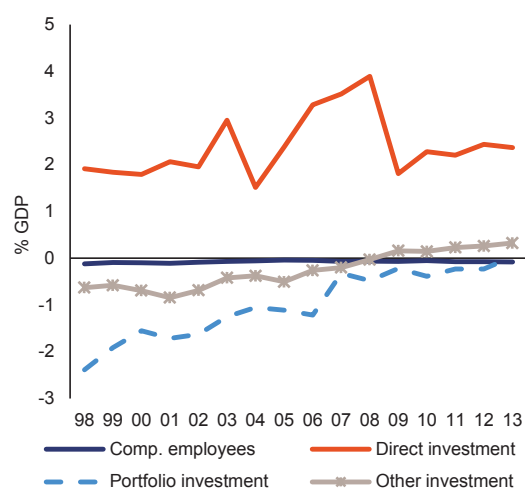 5
4
3
2
1
0
-1
-2
-3
% GDP
98 99 00 01 02 03 04 05 06 07 08 09 10 11 12 13
Comp. employees Direct investment
Portfolio investment Other investment